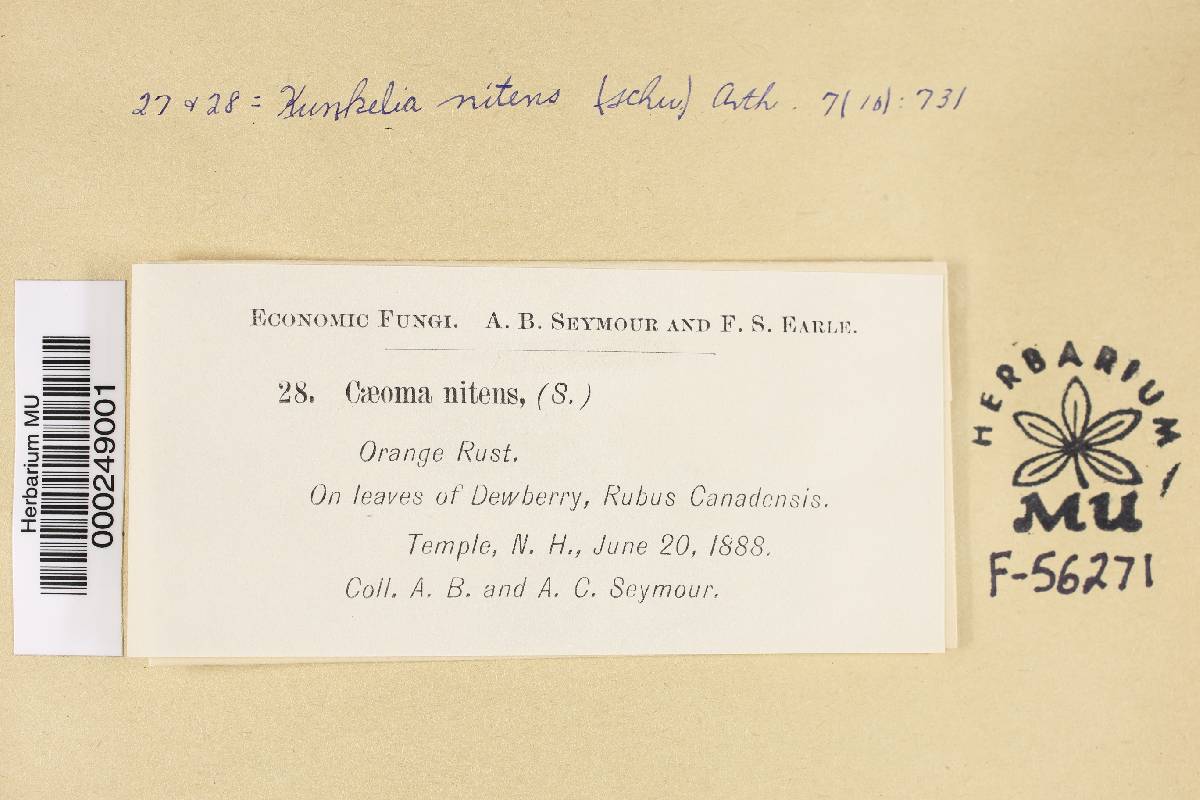 27 & 28 = Kunkelia nitens (Schw) Arth. 7(10): 731
Economic Fungi. A. B. Seymour and F. S. Earle.
28. Cæoma nitens, (S.)
Orange Rust.
On leaves of Dewberry, Rubus Canadensis.
Temple, N. H., June 20, 1888.
Coll. A. B. and A. C. Seymour.
Herbarium MU
000249001
HERBARIUM
MU
F-56271